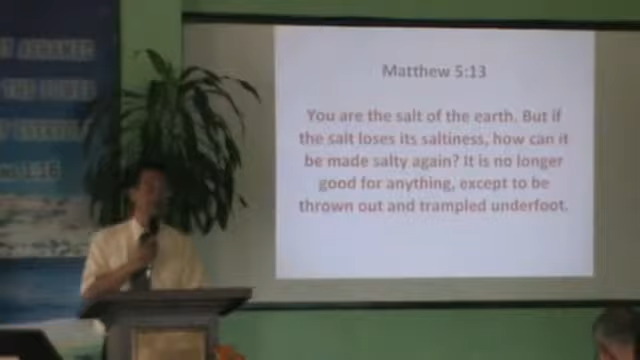 ASHAMED
Matthew 5:13
You are the salt of the earth. But if
the salt loses its saltiness, how can it
be made salty again? It is no longer
good for anything, except to be
thrown out and trampled underfoot.